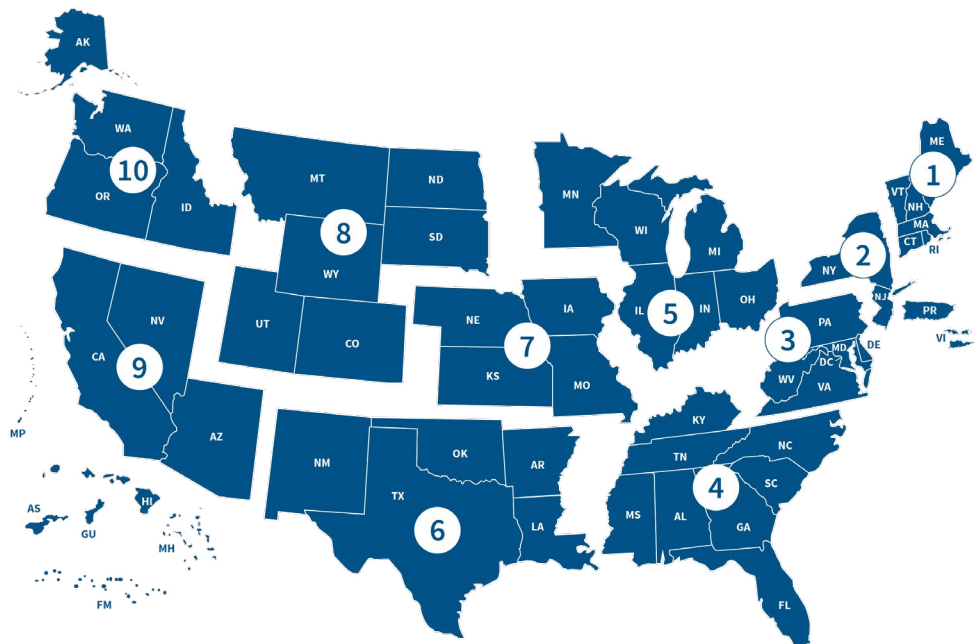 AK
WA
10
OR
ID
MT
ND
8
SD
WY
UT
CO
NV
CA
9
AZ
MP
AS
GU
HI
MH
FM
NE
IA
7
KS
MO
NM
OK
TX
AR
6
LA
MN
WI
MI
IL
5
IN
OH
KY
TN
NC
4
SC
MS
AL
GA
FL
ME
1
VT
NH
MA
CT
RI
2
NY
NJ
PR
VI
3
PA
MD
DE
DC
WV
VA